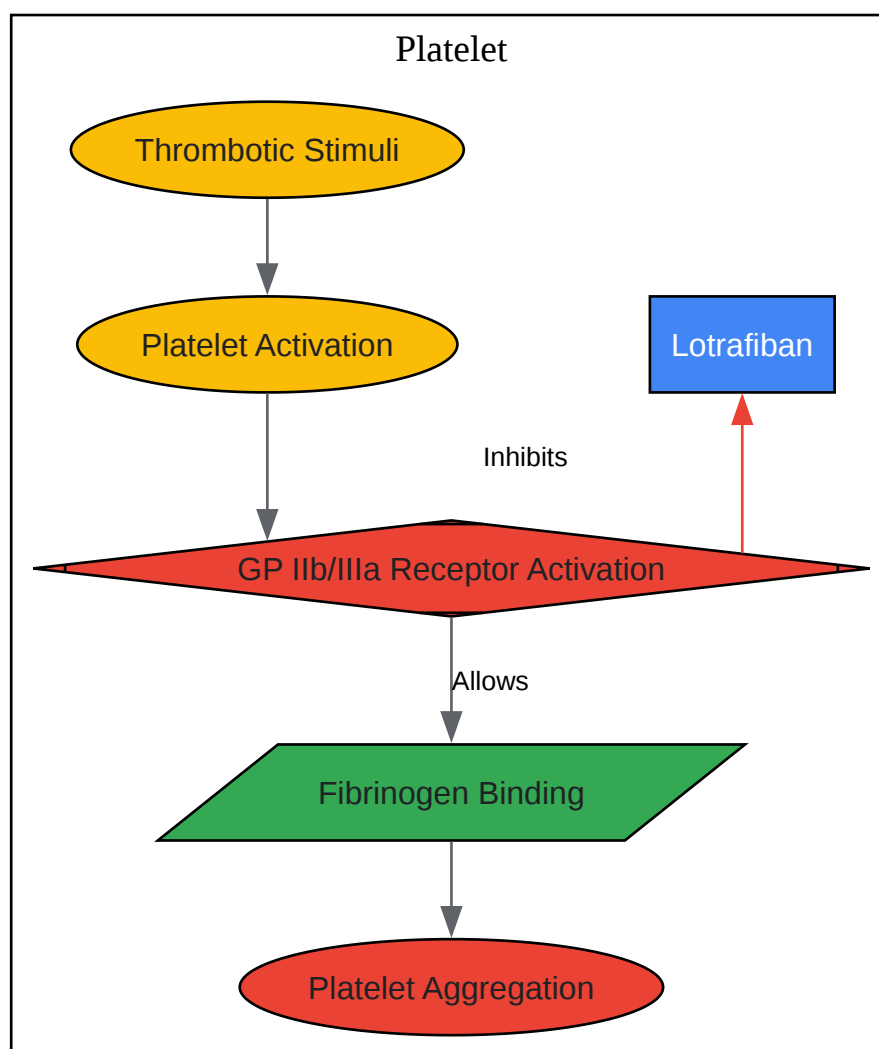 Platelet
Thrombotic Stimuli
Platelet Activation
Lotrafiban
Inhibits
GP IIb/IIIa Receptor Activation
Allows
Fibrinogen Binding
Platelet Aggregation